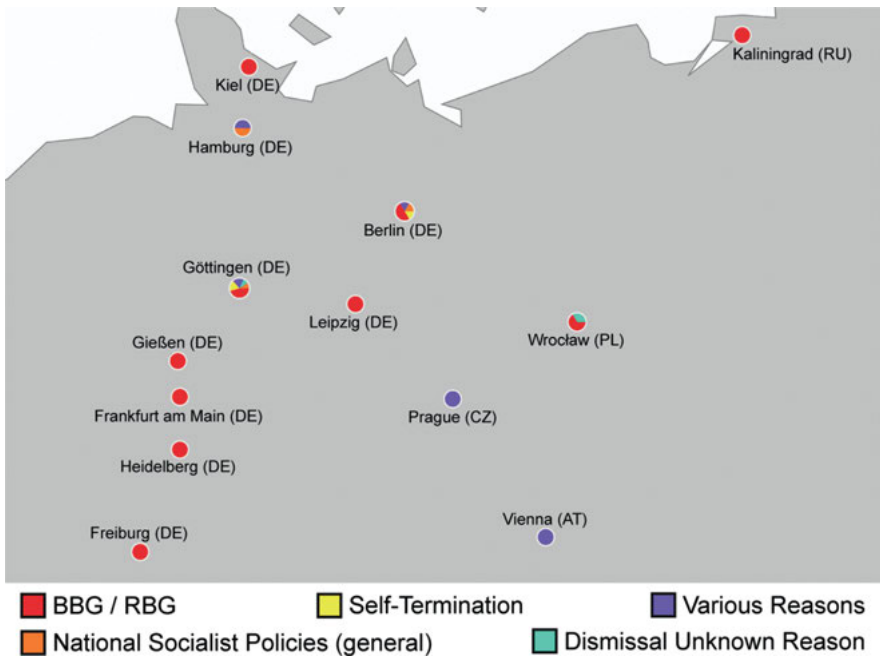 Kaliningrad (RU)
Kiel (DE)
Hamburg (DE)
Berlin (DE)
Göttingen (DE)
Leipzig (DE)
Wrocław (PL)
Gießen (DE)
Frankfurt am Main (DE)
Prague (CZ)
Heidelberg (DE)
Vienna (AT)
Freiburg (DE)
BBG / RBG
Self-Termination
Various Reasons
National Socialist Policies (general)
Dismissal Unknown Reason